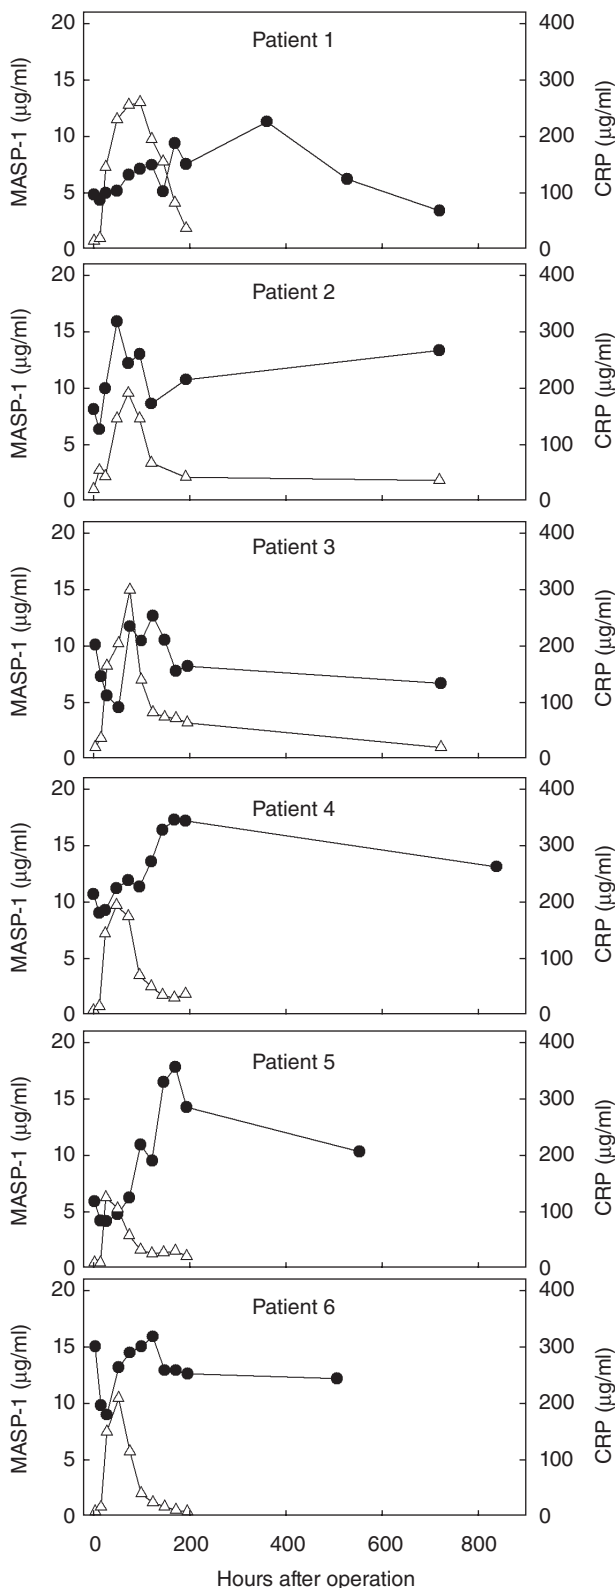 Patient 1
MASP-1 (µg/ml)
CRP (µg/ml)
20 400
15 300
10 200
5 100
0 0
Patient 2
MASP-1 (µg/ml)
CRP (µg/ml)
20 400
15 300
10 200
5 100
0 0
Patient 3
MASP-1 (µg/ml)
CRP (µg/ml)
20 400
15 300
10 200
5 100
0 0
Patient 4
MASP-1 (µg/ml)
CRP (µg/ml)
20 400
15 300
10 200
5 100
0 0
Patient 5
MASP-1 (µg/ml)
CRP (µg/ml)
20 400
15 300
10 200
5 100
0 0
Patient 6
MASP-1 (µg/ml)
CRP (µg/ml)
20 400
15 300
10 200
5 100
0 0
0 200 400 600 800
Hours after operation